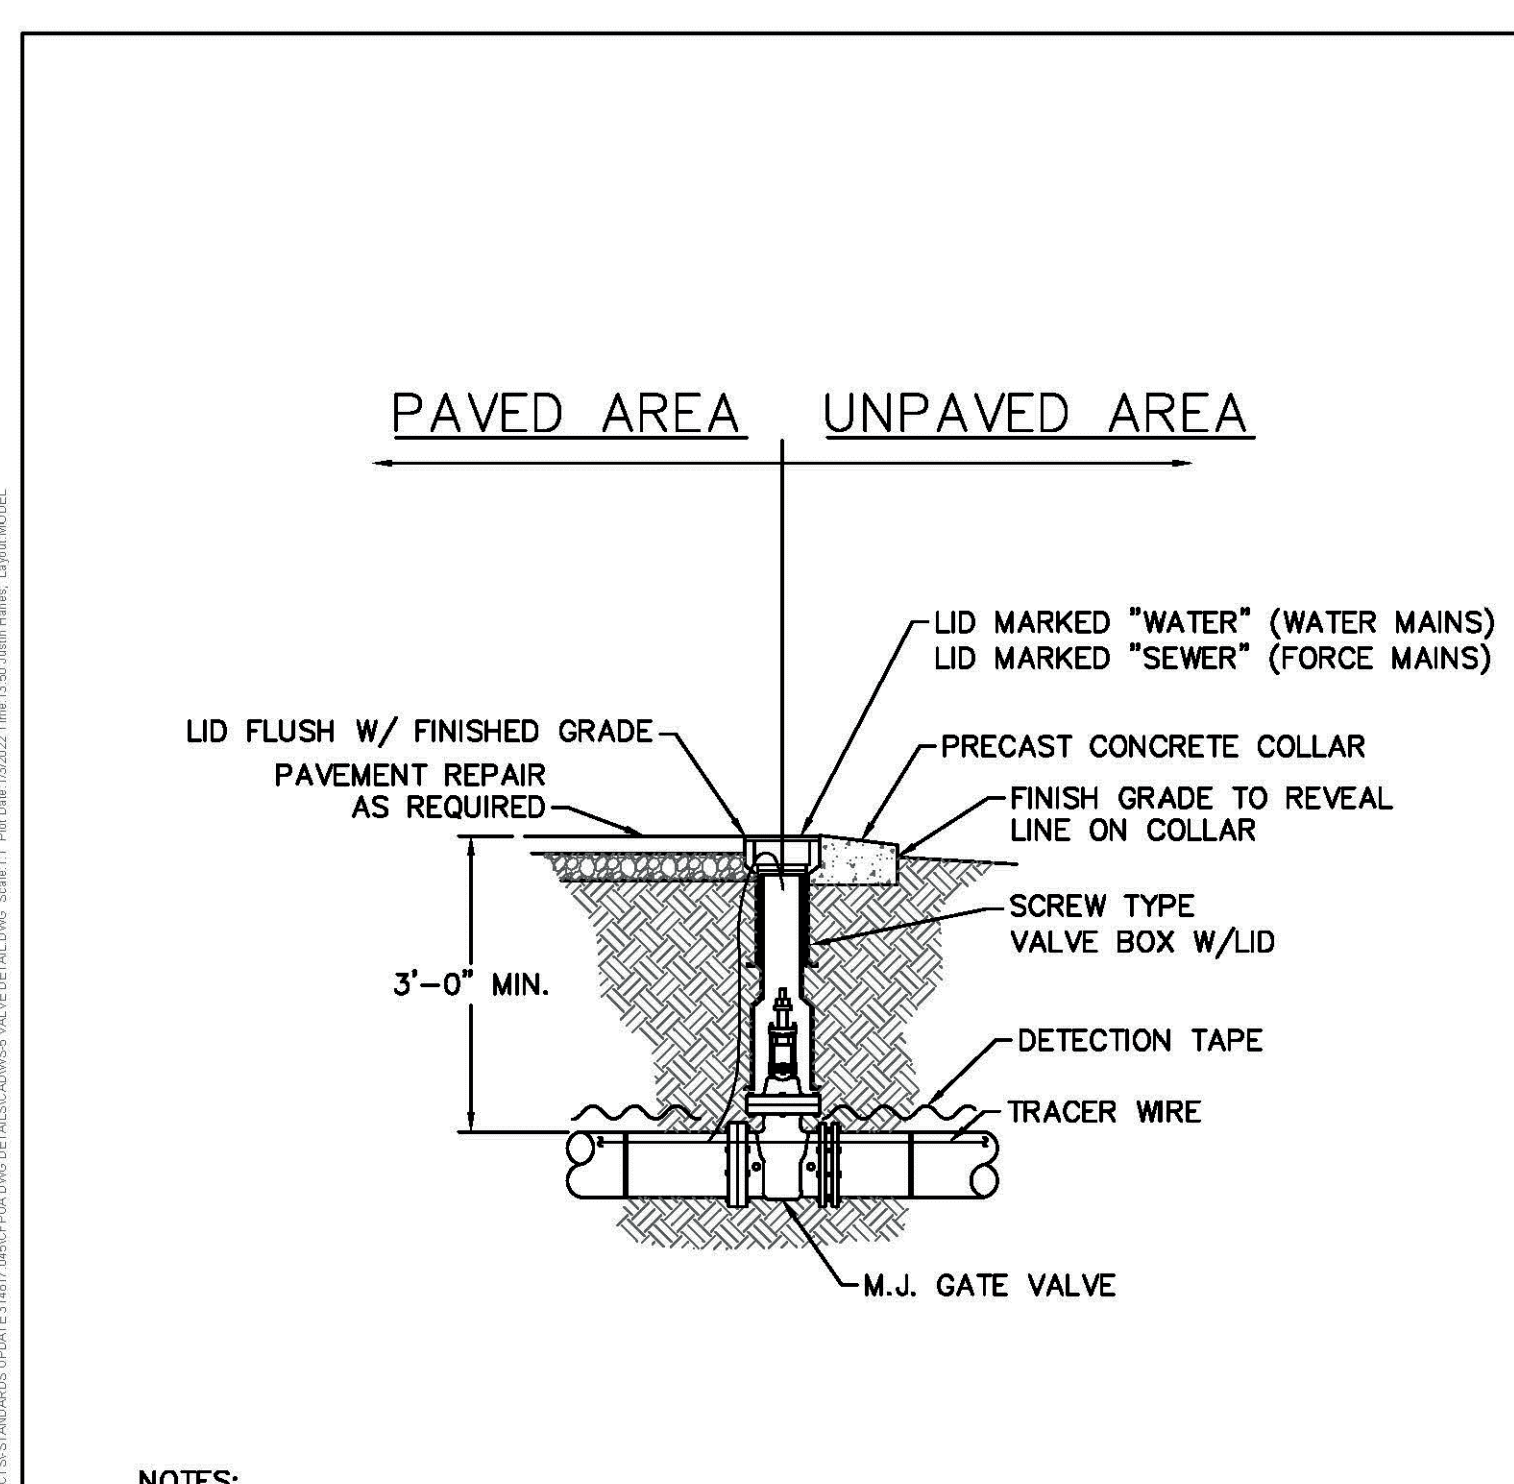 PAVED AREA
UNPAVED AREA
LID MARKED "WATER" (WATER MAINS)
LID MARKED "SEWER" (FORCE MAINS)
LID FLUSH W/ FINISHED GRADE
PAVEMENT REPAIR
AS REQUIRED
PRECAST CONCRETE COLLAR
FINISH GRADE TO REVEAL
LINE ON COLLAR
SCREW TYPE
VALVE BOX W/LID
3'-0" MIN.
DETECTION TAPE
TRACER WIRE
M.J. GATE VALVE
NOTES: